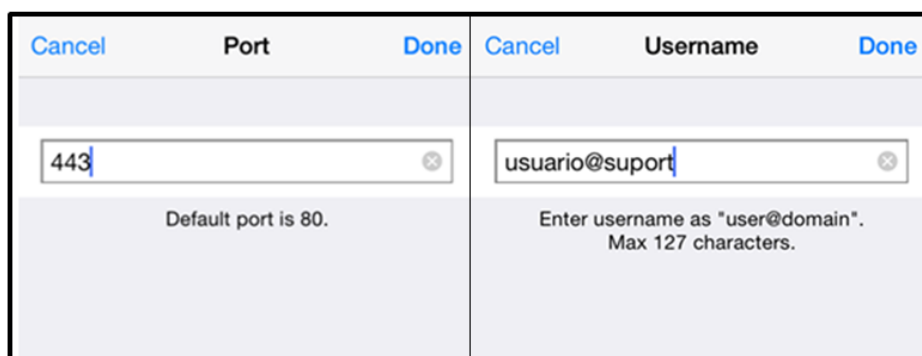 Cancel Port Done
443
Default port is 80.
Cancel Username Done
usuario@suport
Enter username as "user@domain".
Max 127 characters.